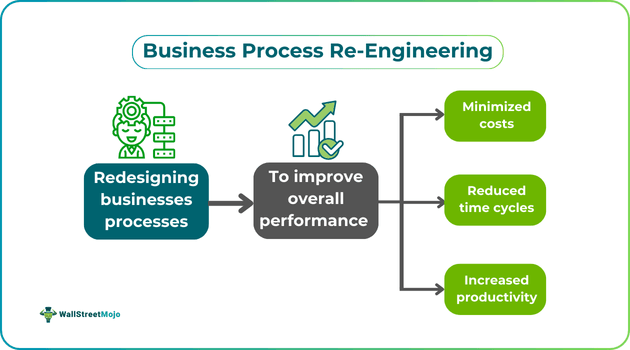 Business Process Re-Engineering
Redesigning
businesses
processes
To improve
overall
performance
Minimized
costs
Reduced
time cycles
Increased
productivity
WallStreetMojo